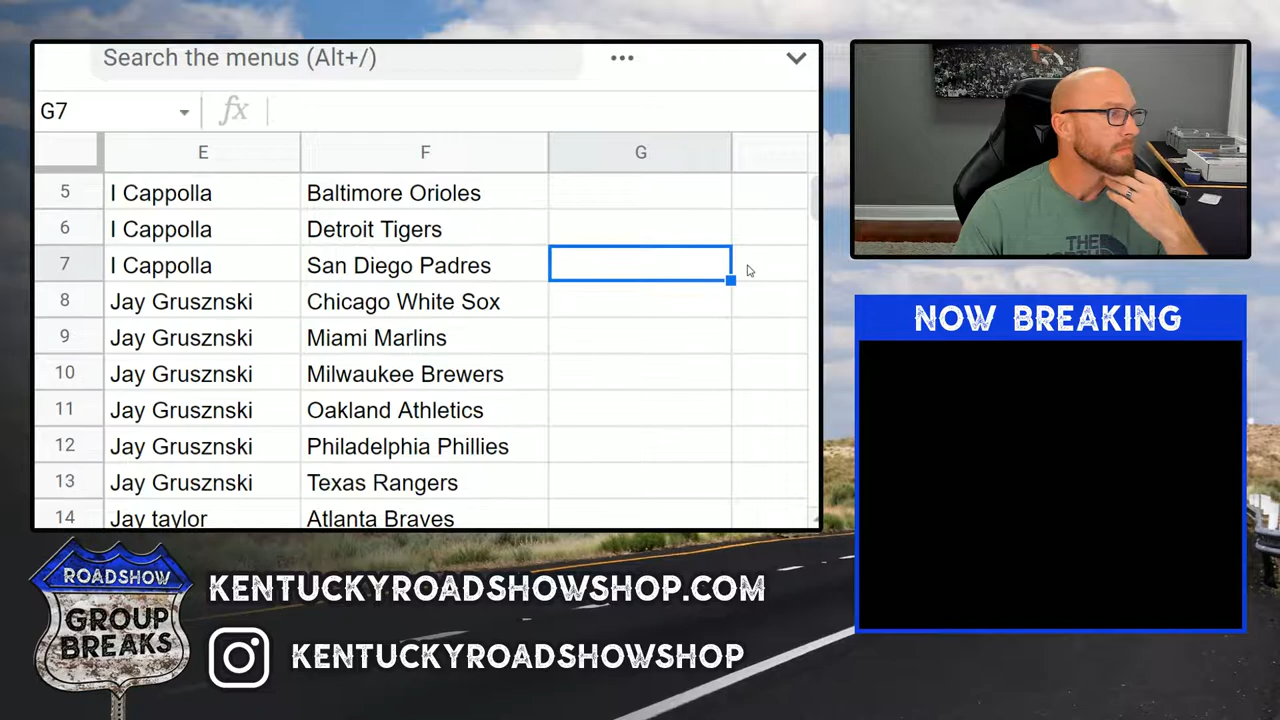 Search the menus (Alt+/)
G7
fx
E F G
5 I Cappolla Baltimore Orioles
6 I Cappolla Detroit Tigers
7 I Cappolla San Diego Padres
8 Jay Grusznski Chicago White Sox
9 Jay Grusznski Miami Marlins
10 Jay Grusznski Milwaukee Brewers
11 Jay Grusznski Oakland Athletics
12 Jay Grusznski Philadelphia Phillies
13 Jay Grusznski Texas Rangers
14 Jay taylor Atlanta Braves
THE
NORTH
NOW BREAKING
ROADSHOW
GROUP
BREAKS
KENTUCKYROADSHOWSHOP.COM
KENTUCKYROADSHOWSHOP